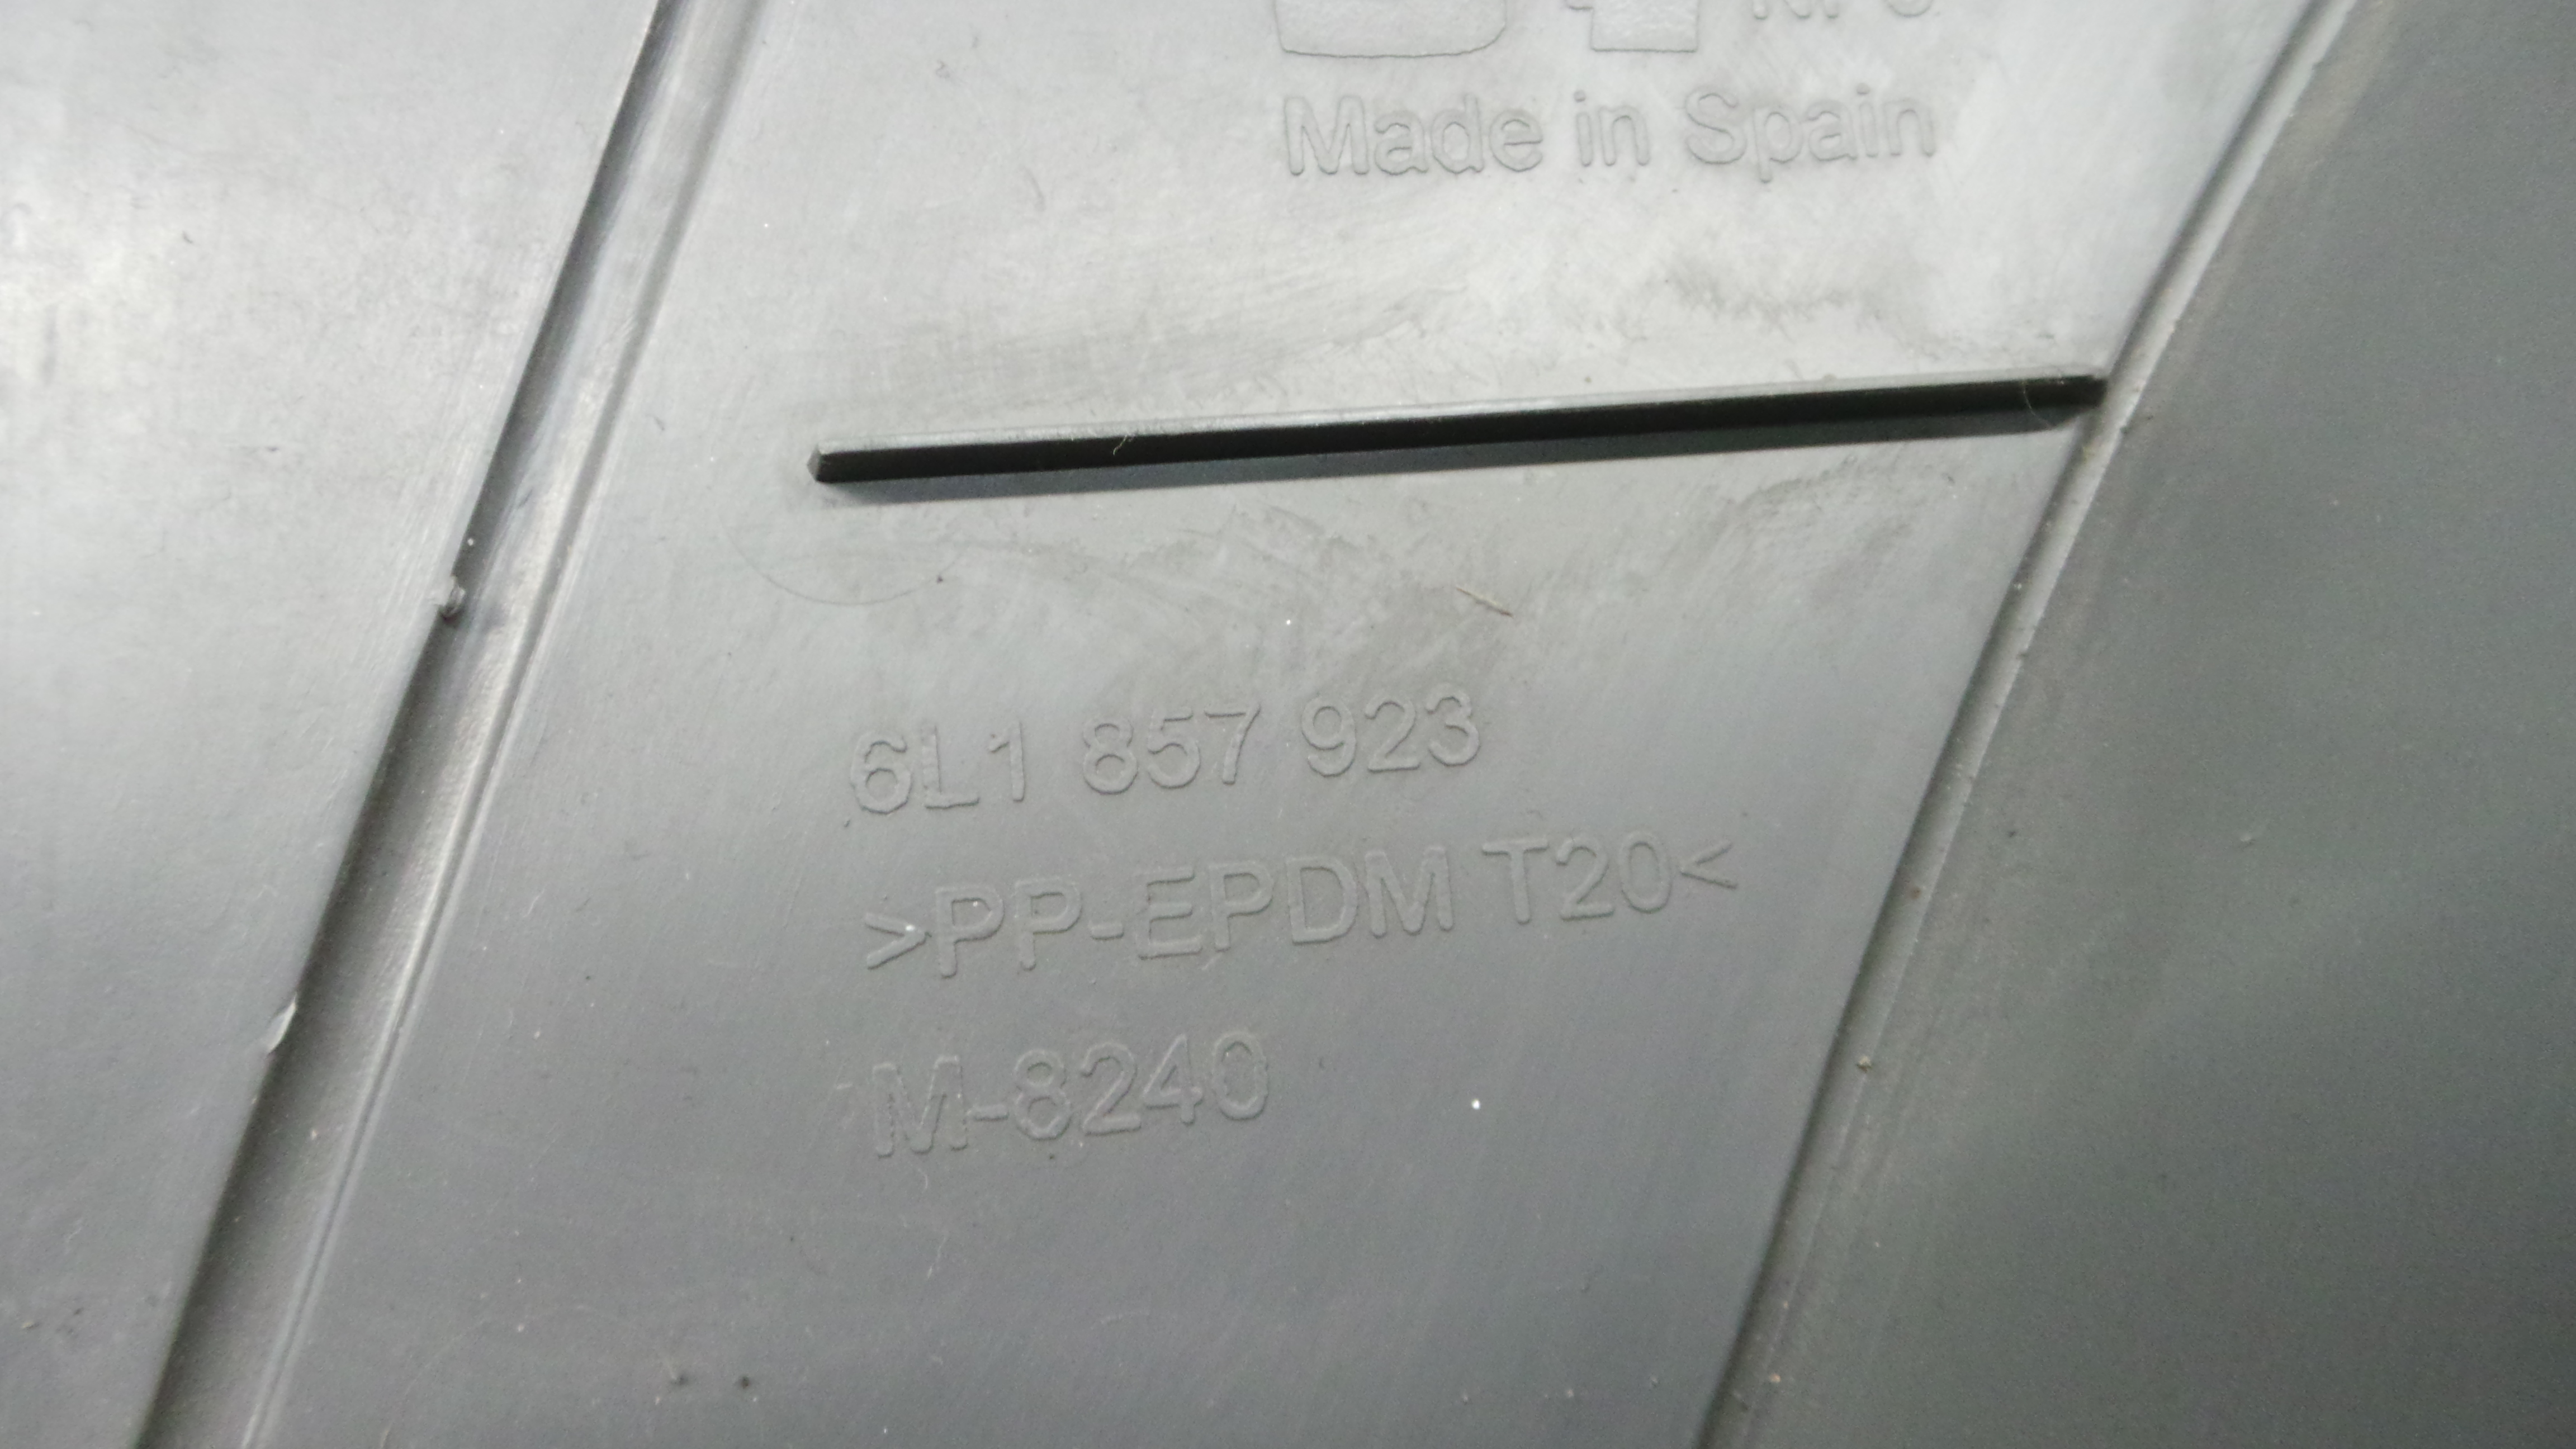 Made in Spain
6L1 857 923
>PP-EPDM T20<
M-8240